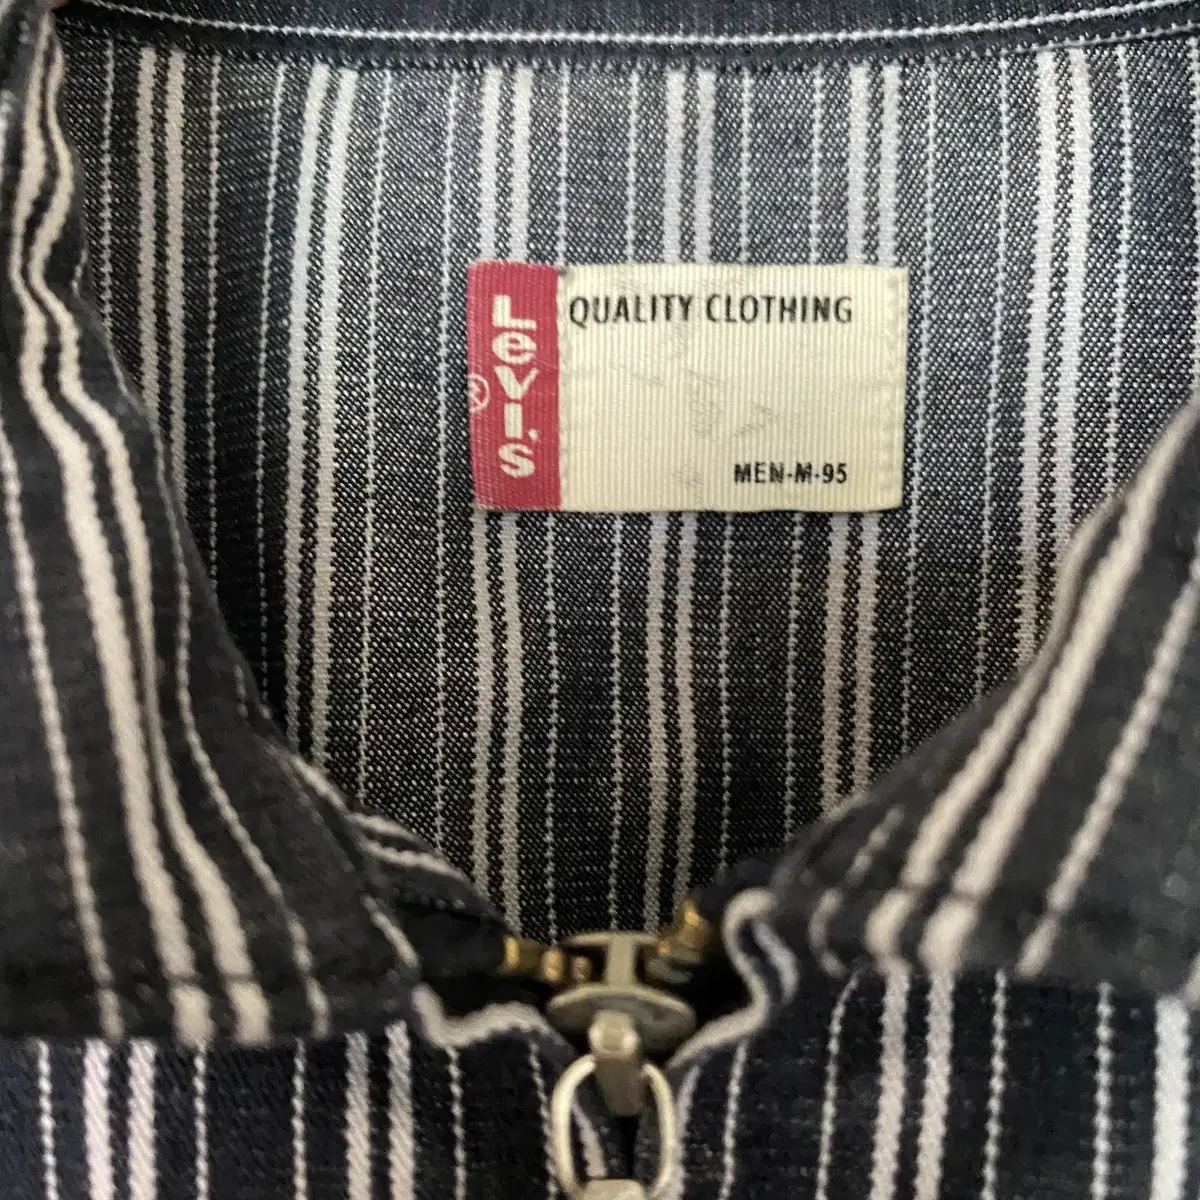 Levi's
®
QUALITY CLOTHING
MEN-M-95